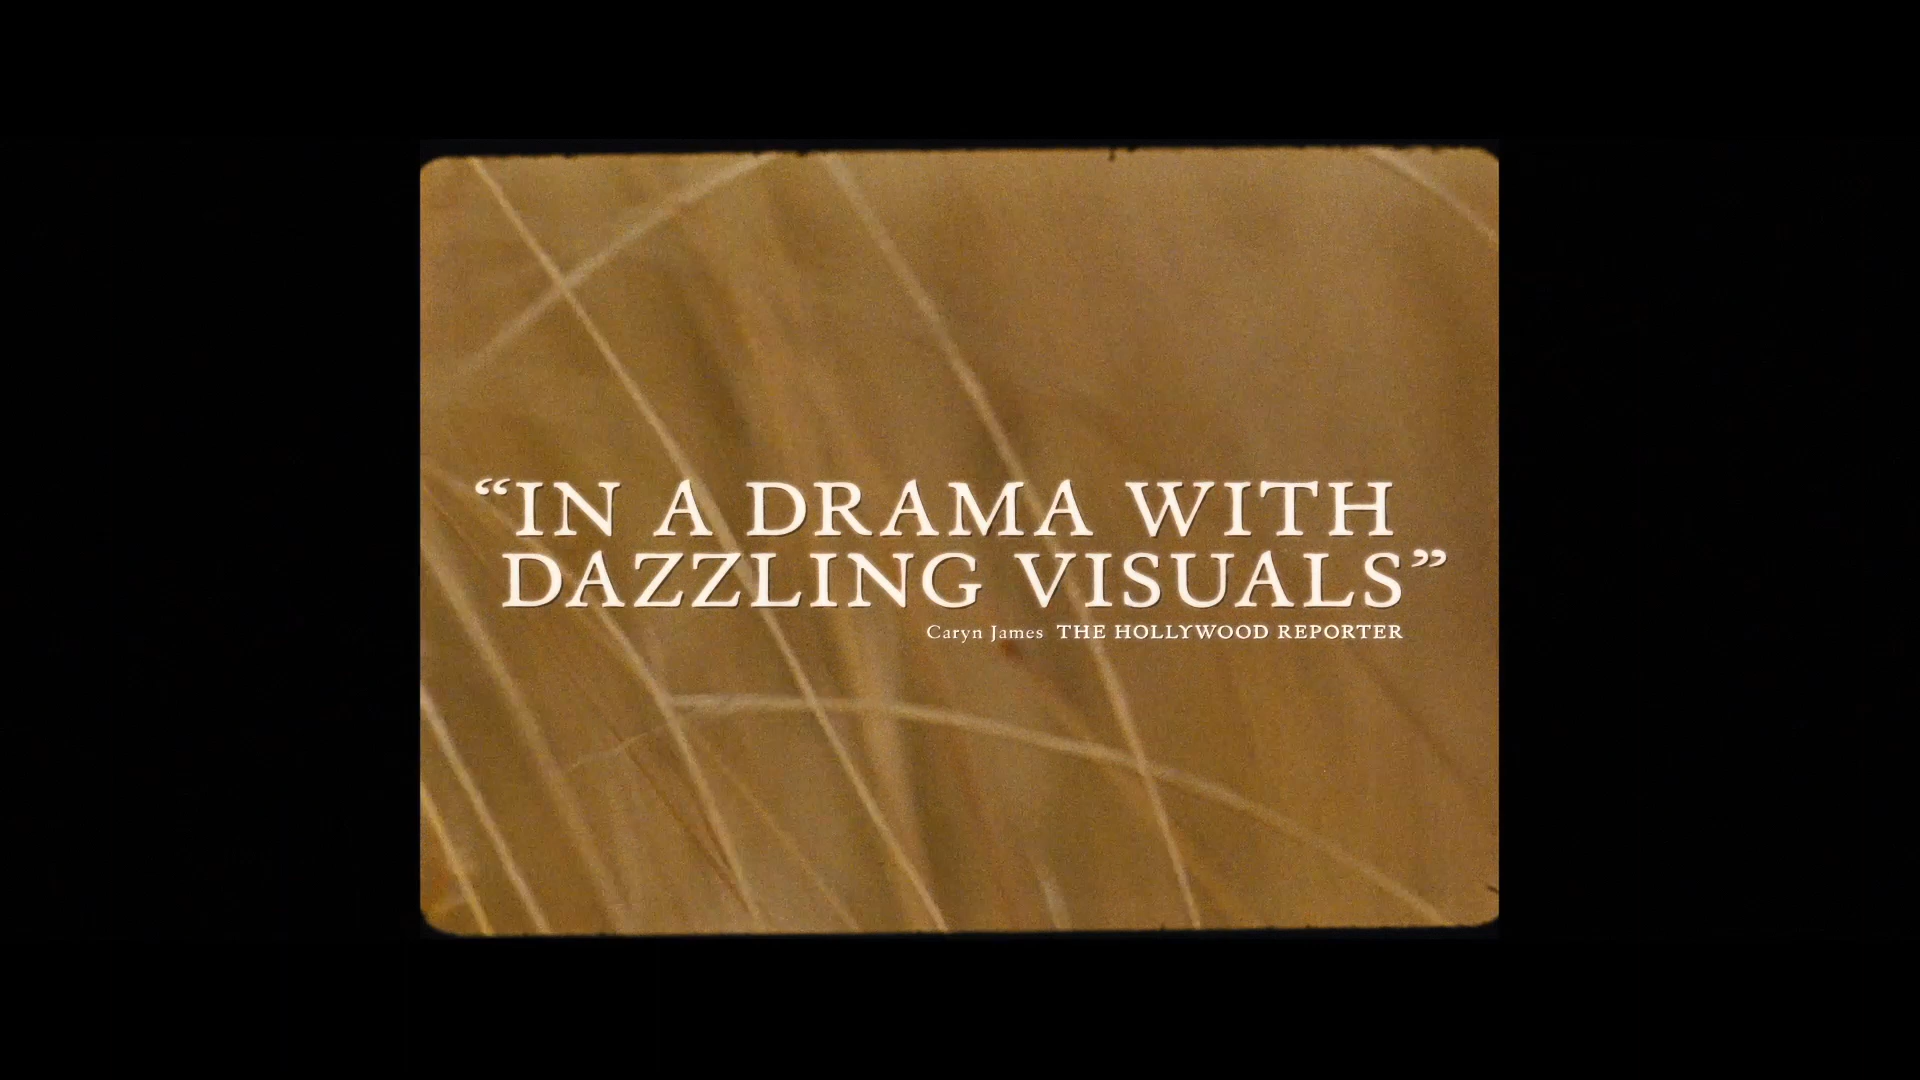 “IN A DRAMA WITH
DAZZLING VISUALS”
Caryn James THE HOLLYWOOD REPORTER